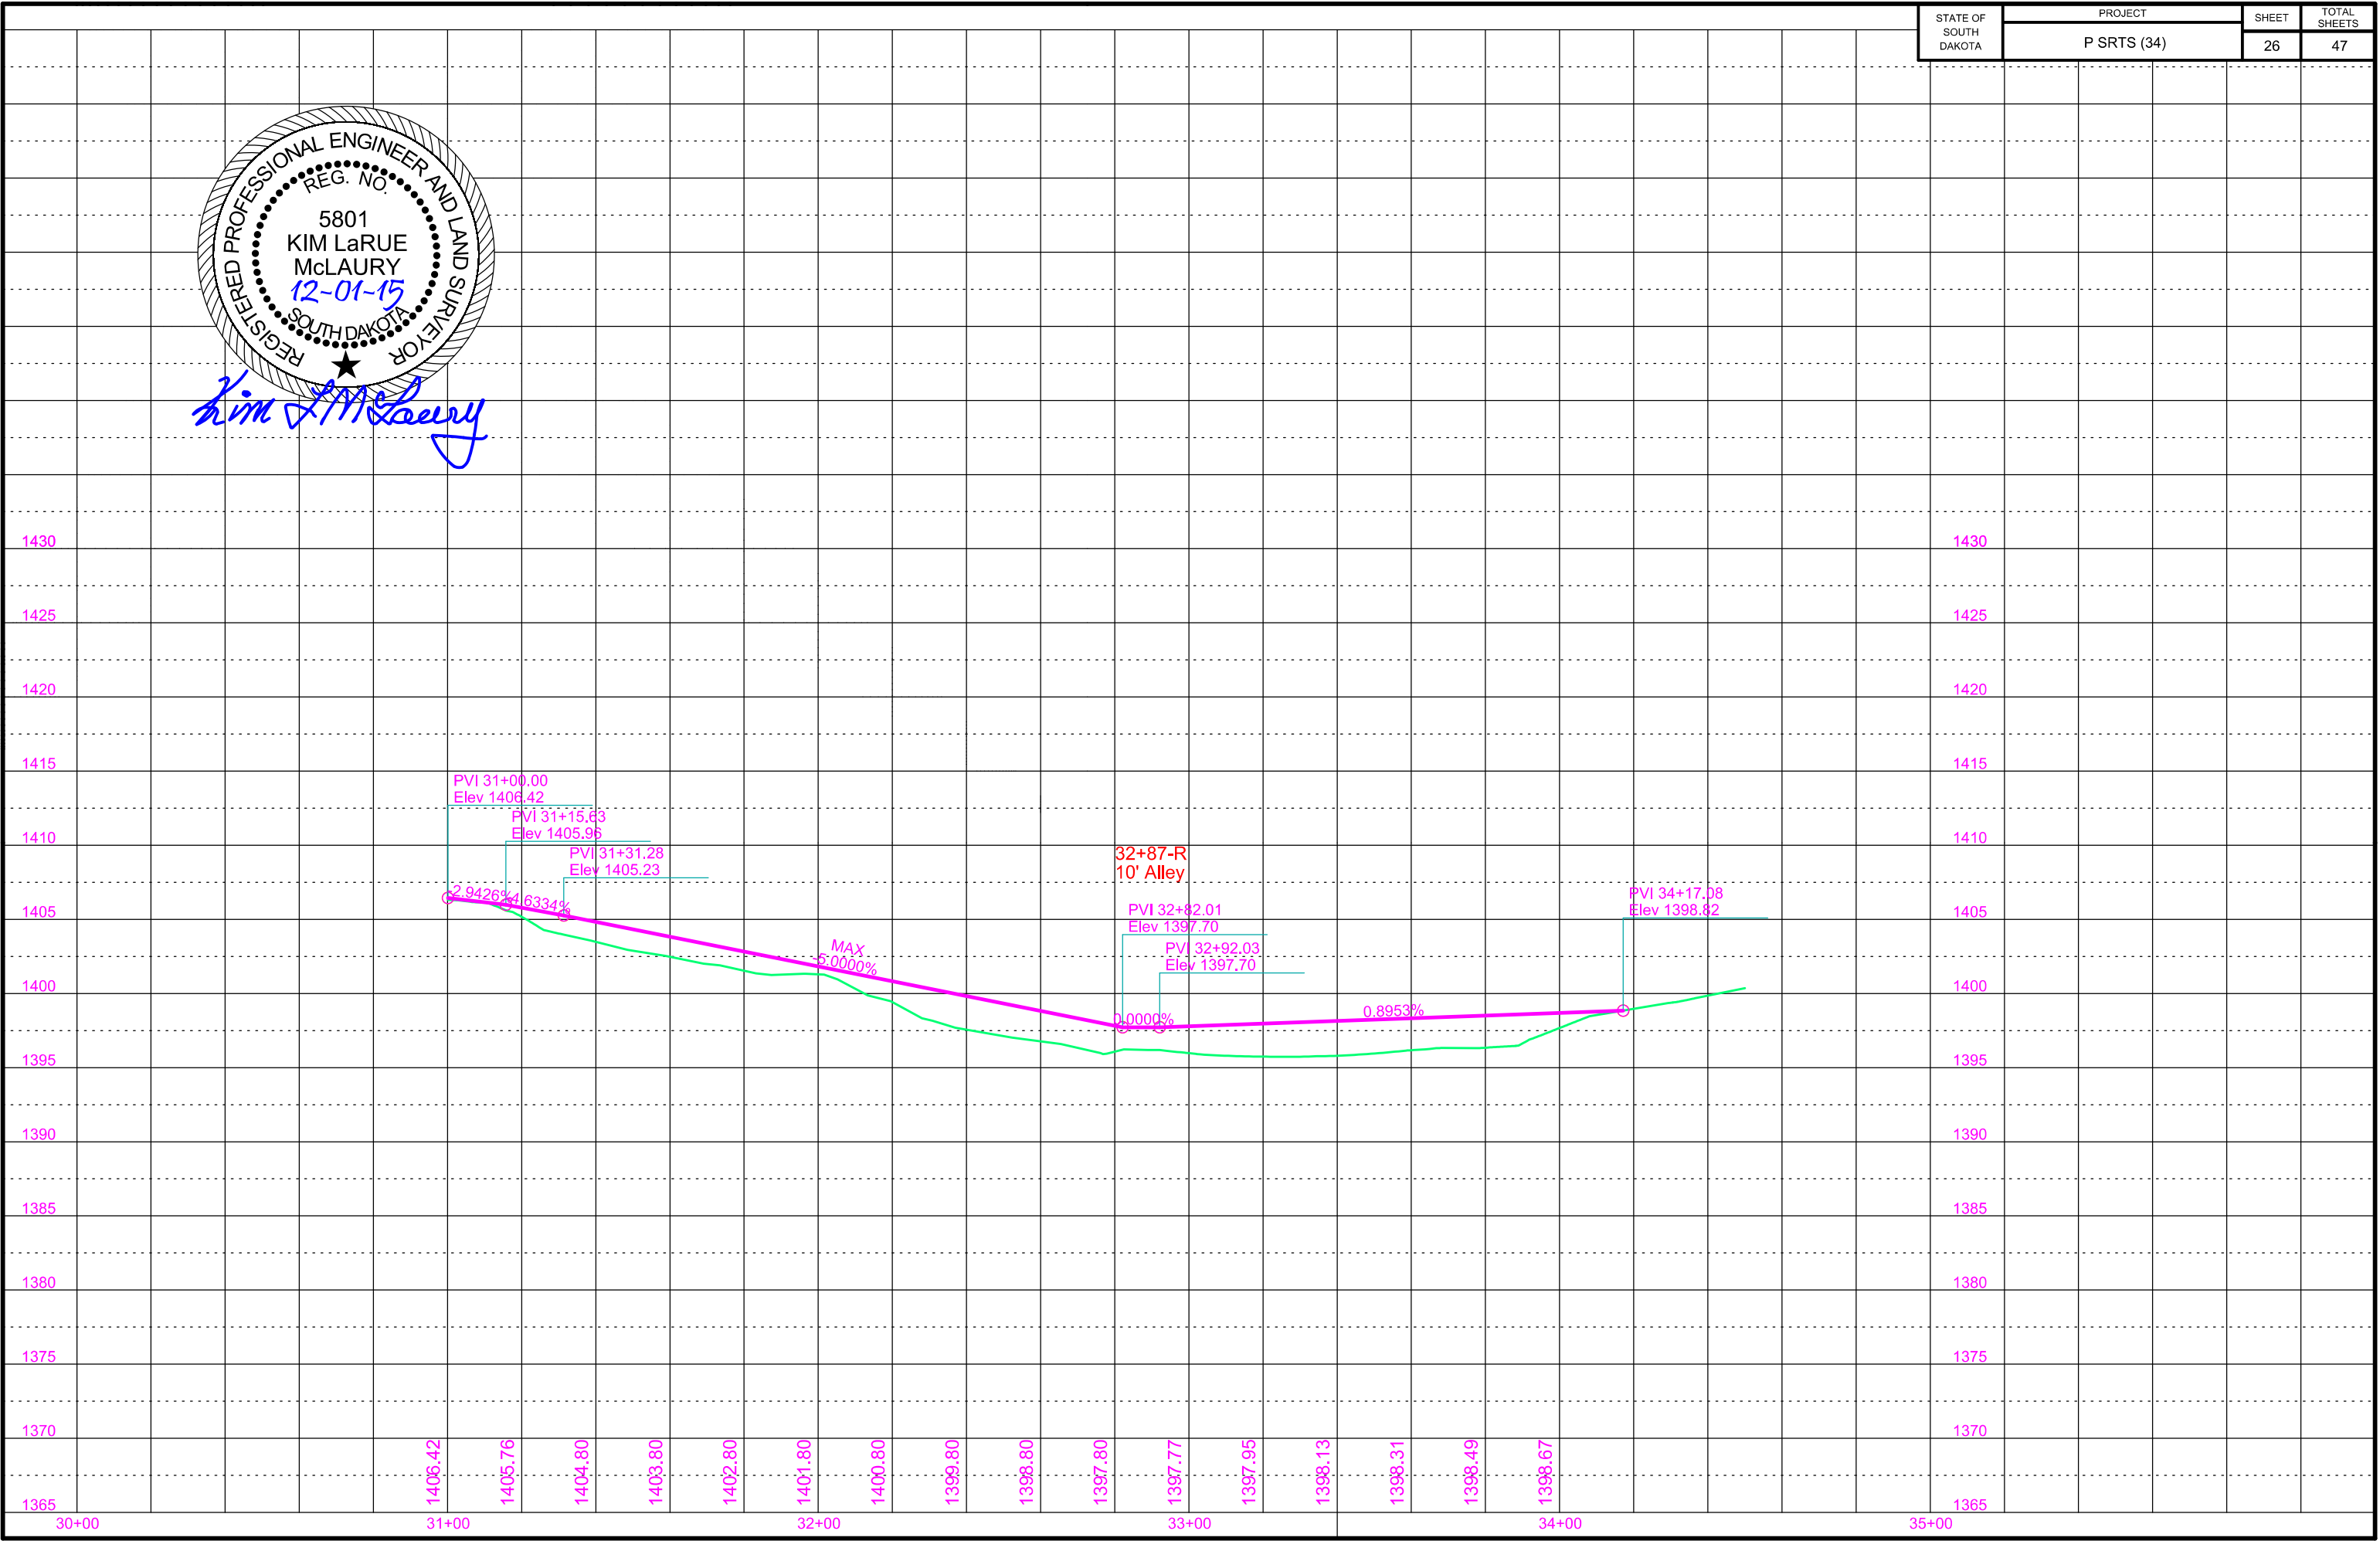 STATE OF
SOUTH
DAKOTA
PROJECT
P SRTS (34)
SHEET
26
TOTAL
SHEETS
47
REGISTERED PROFESSIONAL ENGINEER AND LAND SURVEYOR
REG. NO.
5801
KIM LaRUE
McLAURY
12-01-15
SOUTH DAKOTA
Kim L McLaury
1430 1430
1425 1425
1420 1420
1415 1415
PVI 31+00.00
Elev 1406.42
PVI 31+15.63
Elev 1405.96
1410 1410
PVI 31+31.28
Elev 1405.23
32+87-R
10' Alley
-2.9426%
-4.6334%
PVI 34+17.08
Elev 1398.82
1405 1405
PVI 32+82.01
Elev 1397.70
PVI 32+92.03
Elev 1397.70
MAX
-5.0000%
1400 1400
0.0000%
0.8953%
1395 1395
1390 1390
1385 1385
1380 1380
1375 1375
1370 1370
1406.42 1405.76 1404.80 1403.80 1402.80 1401.80 1400.80 1399.80 1398.80 1397.80 1397.77 1397.95 1398.13 1398.31 1398.49 1398.67
1365 1365
30+00 31+00 32+00 33+00 34+00 35+00